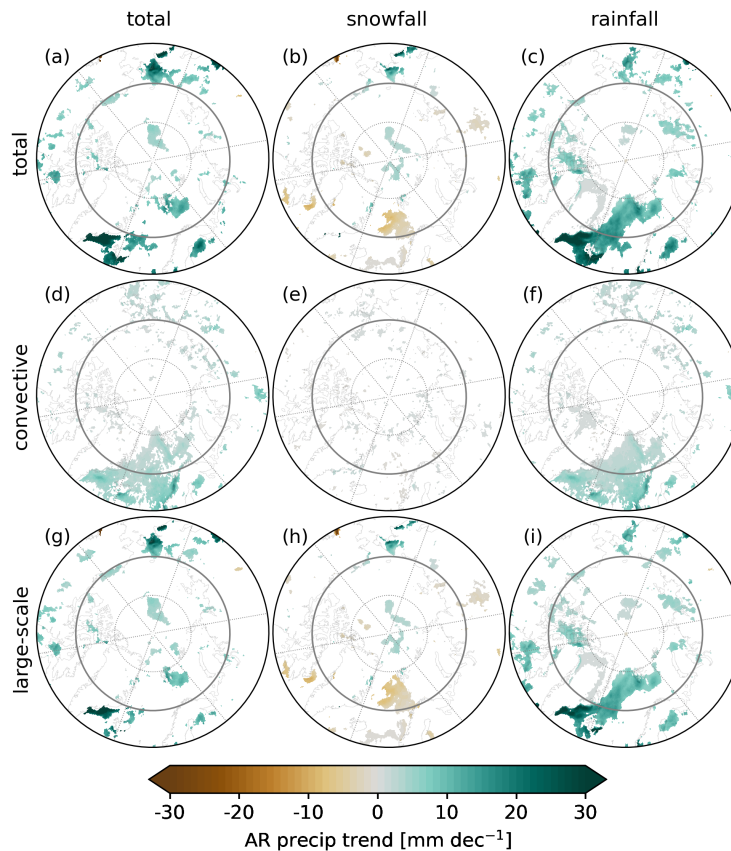 total snowfall rainfall
(a) (b) (c)
total
(d) (e) (f)
convective
(g) (h) (i)
large-scale
-30 -20 -10 0 10 20 30
AR precip trend [mm dec⁻¹]